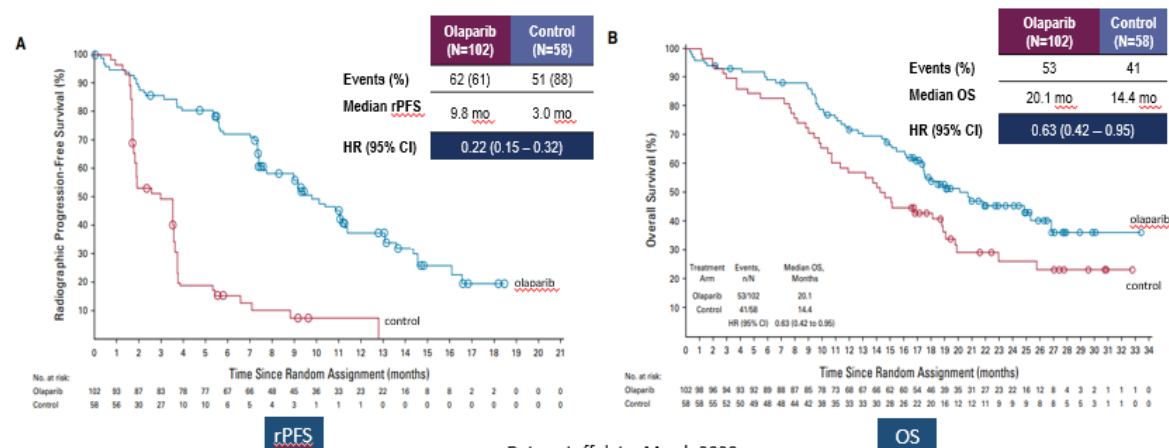 A
Olaparib (N=102) Control (N=58)
Events (%) 62 (61) 51 (88)
Median rPFS 9.8 mo 3.0 mo
HR (95% CI) 0.22 (0.15 – 0.32)
Radiographic Progression-Free Survival (%)
100
90
80
70
60
50
40
30
20
10
olaparib
control
0 1 2 3 4 5 6 7 8 9 10 11 12 13 14 15 16 17 18 19 20 21
Time Since Random Assignment (months)
No. at risk:
Olaparib 102 93 87 83 78 77 67 66 48 45 36 33 23 22 16 8 8 2 2 0 0 0
Control 58 56 30 27 10 10 6 5 4 3 1 1 1 0 0 0 0 0 0 0 0 0
rPFS
B
Olaparib (N=102) Control (N=58)
Events (%) 53 41
Median OS 20.1 mo 14.4 mo
HR (95% CI) 0.63 (0.42 – 0.95)
Overall Survival (%)
100
90
80
70
60
50
40
30
20
10
olaparib
control
Treatment Arm Events, n/N Median OS, Months
Olaparib 53/102 20.1
Control 41/58 14.4
HR (95% CI) 0.63 (0.42 to 0.95)
0 1 2 3 4 5 6 7 8 9 10 11 12 13 14 15 16 17 18 19 20 21 22 23 24 25 26 27 28 29 30 31 32 33 34
Time Since Random Assignment (months)
No. at risk:
Olaparib 102 98 96 94 93 92 89 88 87 85 78 73 68 67 66 62 60 54 46 39 35 31 27 23 22 16 12 8 4 3 2 1 1 1 0
Control 58 58 55 52 50 49 48 48 44 42 38 35 33 33 30 28 26 22 20 16 12 12 11 9 9 9 8 8 5 4 3 2 1 0 0
OS